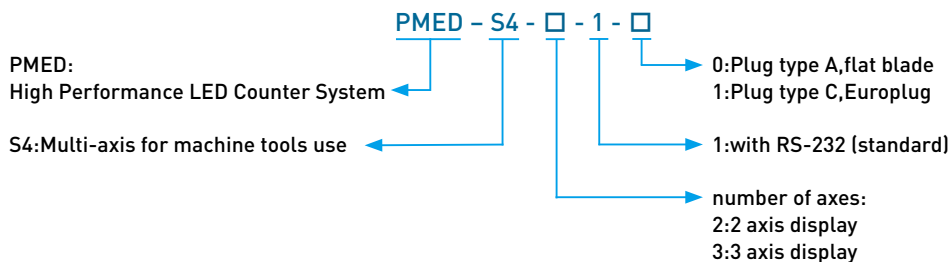 PMED – S4 - □ - 1 - □
PMED:
High Performance LED Counter System
S4:Multi-axis for machine tools use
0:Plug type A,flat blade
1:Plug type C,Europlug
1:with RS-232 (standard)
number of axes:
2:2 axis display
3:3 axis display